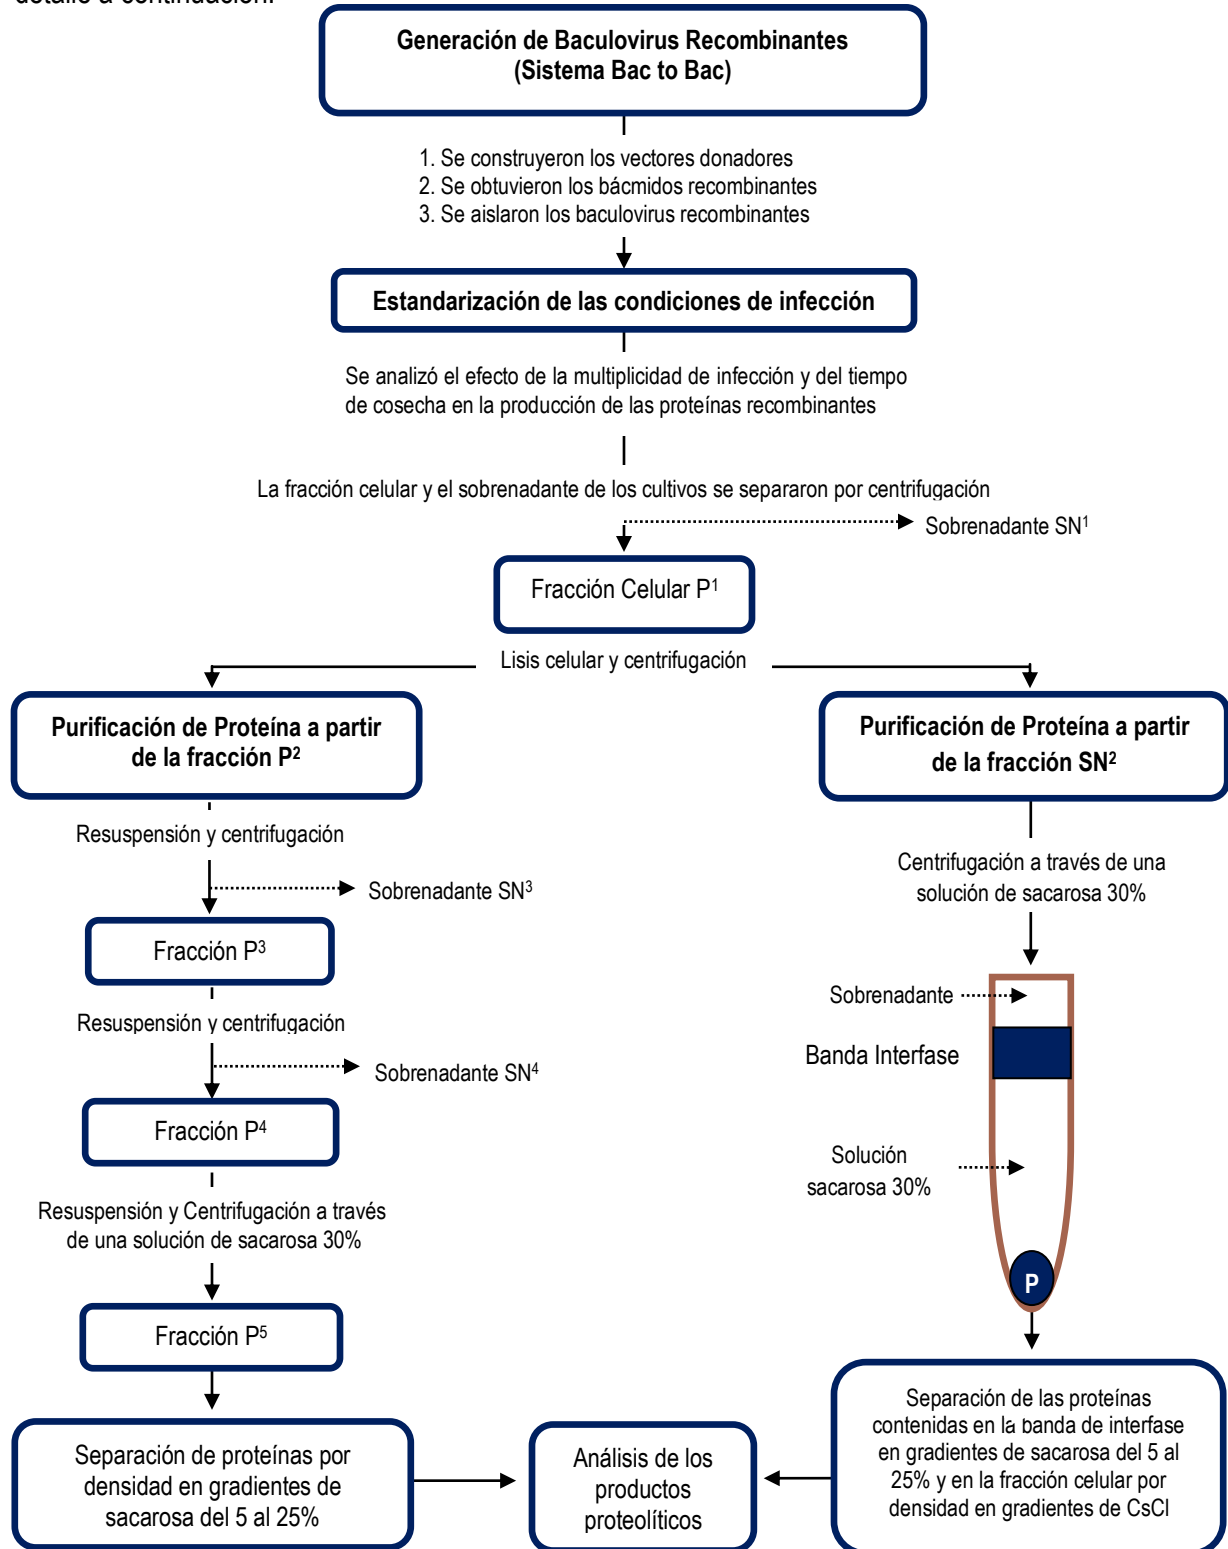 detalle a continuación.
Generación de Baculovirus Recombinantes
(Sistema Bac to Bac)
1. Se construyeron los vectores donadores
2. Se obtuvieron los bácmidos recombinantes
3. Se aislaron los baculovirus recombinantes
Estandarización de las condiciones de infección
Se analizó el efecto de la multiplicidad de infección y del tiempo
de cosecha en la producción de las proteínas recombinantes
La fracción celular y el sobrenadante de los cultivos se separaron por centrifugación
Sobrenadante SN¹
Fracción Celular P¹
Lisis celular y centrifugación
Purificación de Proteína a partir
de la fracción P²
Resuspensión y centrifugación
Sobrenadante SN³
Fracción P³
Resuspensión y centrifugación
Sobrenadante SN⁴
Fracción P⁴
Resuspensión y Centrifugación a través
de una solución de sacarosa 30%
Fracción P⁵
Separación de proteínas por
densidad en gradientes de
sacarosa del 5 al 25%
Purificación de Proteína a partir
de la fracción SN²
Centrifugación a través de una
solución de sacarosa 30%
Sobrenadante
Banda Interfase
Solución
sacarosa 30%
P
Separación de las proteínas
contenidas en la banda de interfase
en gradientes de sacarosa del 5 al
25% y en la fracción celular por
densidad en gradientes de CsCl
Análisis de los
productos
proteolíticos